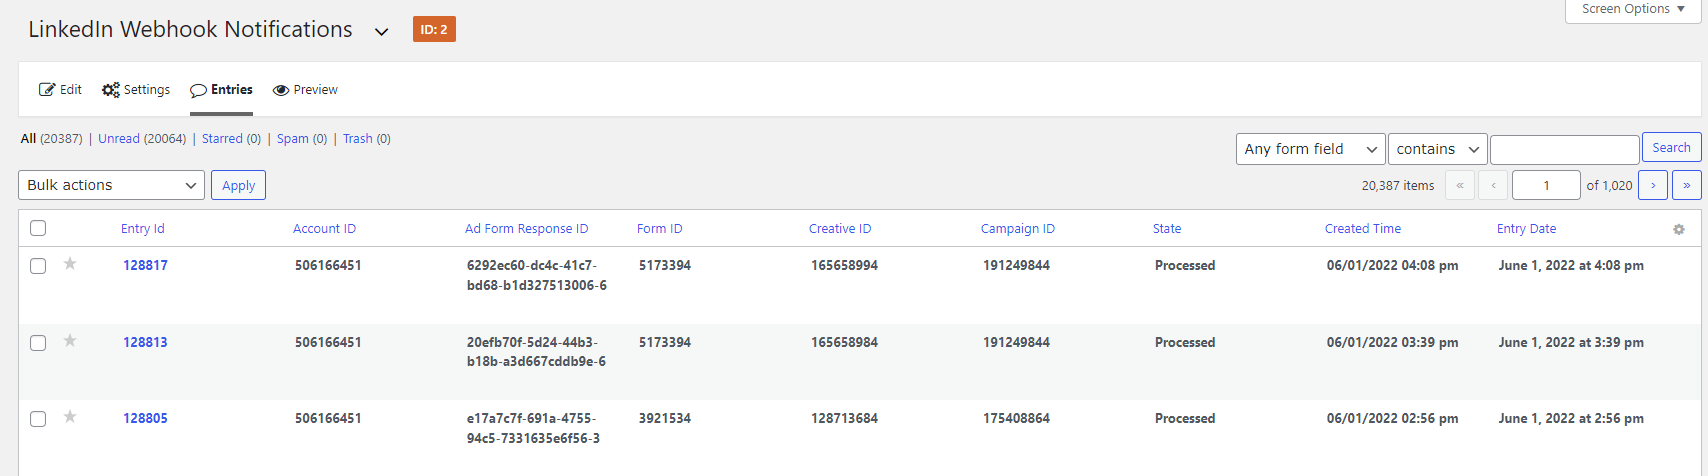 Screen Options ▼
LinkedIn Webhook Notifications ID: 2
Edit Settings Entries Preview
All (20387) | Unread (20064) | Starred (0) | Spam (0) | Trash (0)
Any form field contains Search
Bulk actions Apply 20,387 items « ‹ 1 of 1,020 › »
Entry Id Account ID Ad Form Response ID Form ID Creative ID Campaign ID State Created Time Entry Date
128817 506166451 6292ec60-dc4c-41c7- 5173394 165658994 191249844 Processed 06/01/2022 04:08 pm June 1, 2022 at 4:08 pm
bd68-b1d327513006-6
128813 506166451 20efb70f-5d24-44b3- 5173394 165658984 191249844 Processed 06/01/2022 03:39 pm June 1, 2022 at 3:39 pm
b18b-a3d667cddb9e-6
128805 506166451 e17a7c7f-691a-4755- 3921534 128713684 175408864 Processed 06/01/2022 02:56 pm June 1, 2022 at 2:56 pm
94c5-7331635e6f56-3